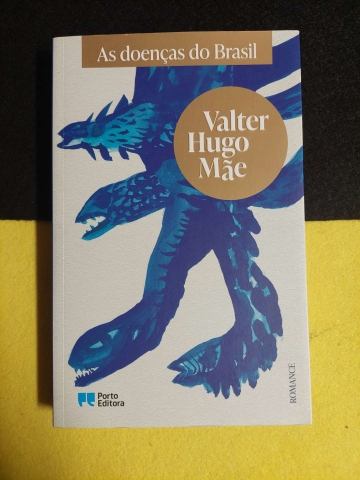 As doenças do Brasil
Valter
Hugo
Mãe
Porto
Editora
ROMANCE